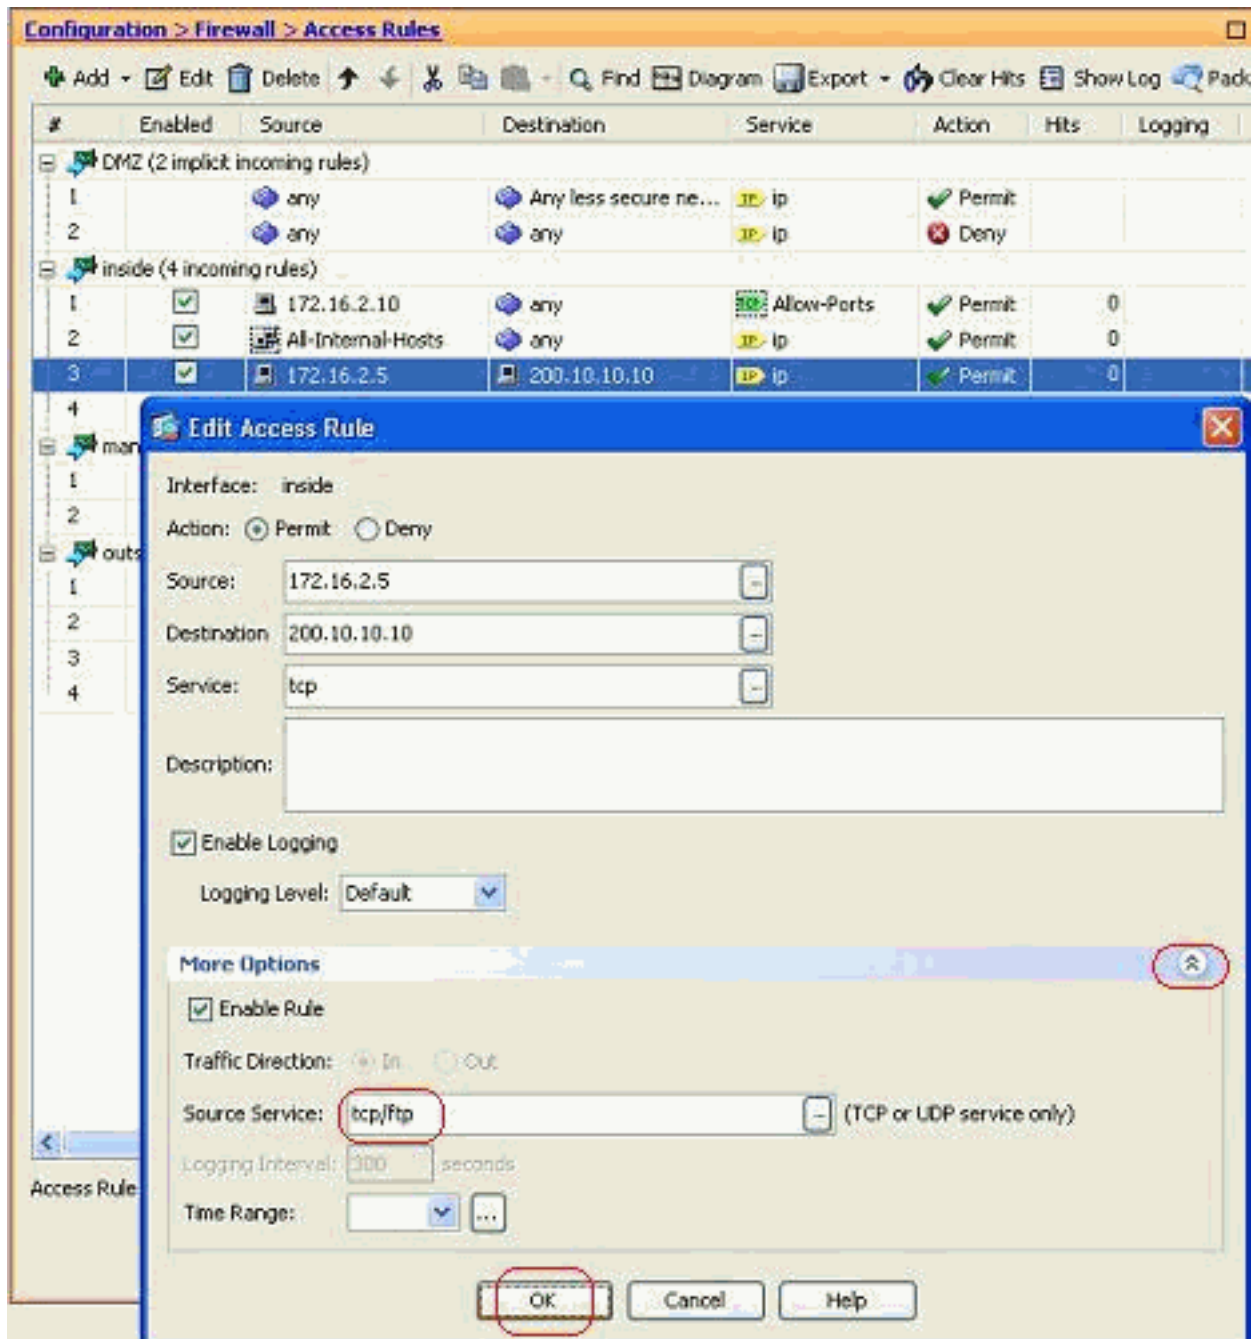 Configuration > Firewall > Access Rules
Add Edit Delete Find Diagram Export Clear Hits Show Log
# Enabled Source Destination Service Action Hits Logging
DMZ (2 implicit incoming rules)
1 any Any less secure ne... IP ip Permit
2 any any IP ip Deny
inside (4 incoming rules)
1 172.16.2.10 any TCP Allow-Ports Permit 0
2 All-Internal-Hosts any IP ip Permit 0
3 172.16.2.5 200.10.10.10 IP ip Permit 0
4
man
1
2
outs
1
2
3
4
Access Rule
Edit Access Rule
Interface: inside
Action: Permit Deny
Source: 172.16.2.5 ...
Destination 200.10.10.10 ...
Service: tcp ...
Description:
Enable Logging
Logging Level: Default
More Options
Enable Rule
Traffic Direction: In Out
Source Service: tcp/ftp ... (TCP or UDP service only)
Logging Interval: 300 seconds
Time Range: ...
OK Cancel Help